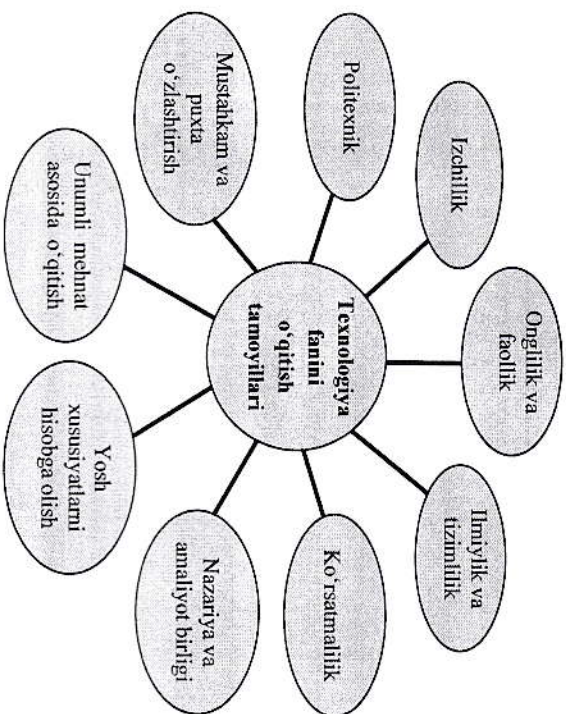 Onglilik va
faollik
Izchillik
Ilmiylik va
tizimlilik
Politexnik
Ko‘rsatmalilik
Texnologiya
fanini
o‘qitish
tamoyillari
Mustahkam va
puxta
o‘zlashtirish
Nazariya va
amaliyot birligi
Unumli mehnat
asosida o‘qitish
Yosh
xususiyatlarni
hisobga olish